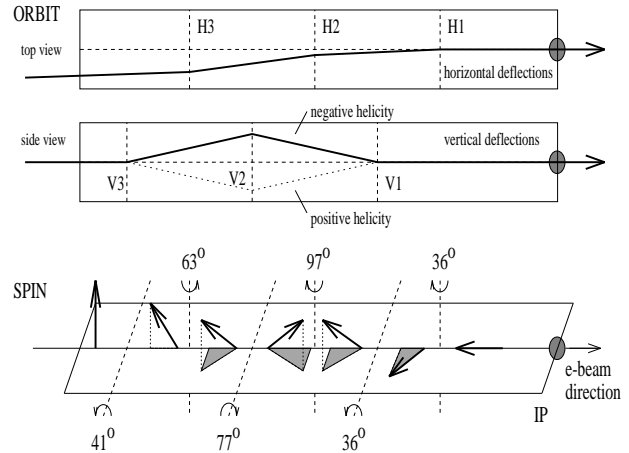 ORBIT
H3
H2
H1
top view
horizontal deflections
negative helicity
side view
vertical deflections
V3
V2
V1
positive helicity
63⁰
97⁰
36⁰
SPIN
e-beam
direction
IP
41⁰
77⁰
36⁰